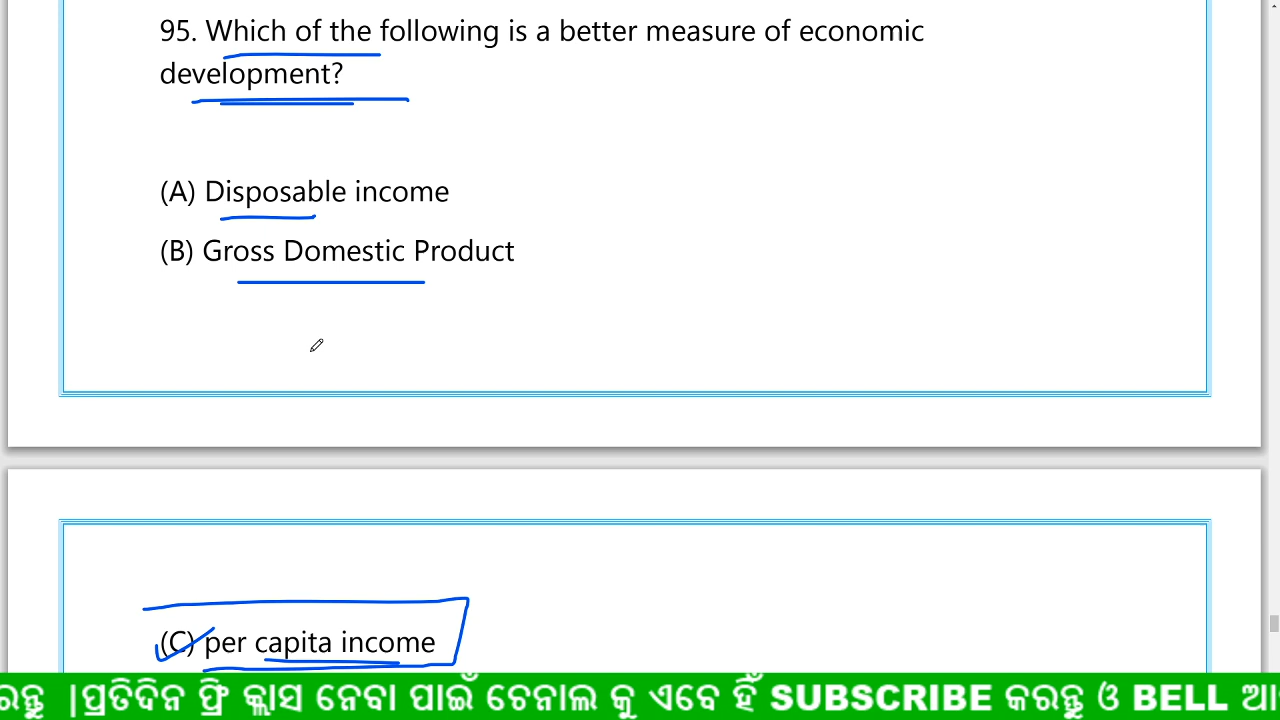 95. Which of the following is a better measure of economic
development?
(A) Disposable income
(B) Gross Domestic Product
(C) per capita income
ରନ୍ତୁ |ପ୍ରତିଦିନ ଫ୍ରି କ୍ଲାସ ନେବା ପାଇଁ ଚେନାଲ କୁ ଏବେ ହିଁ SUBSCRIBE କରନ୍ତୁ ଓ BELL ଆ